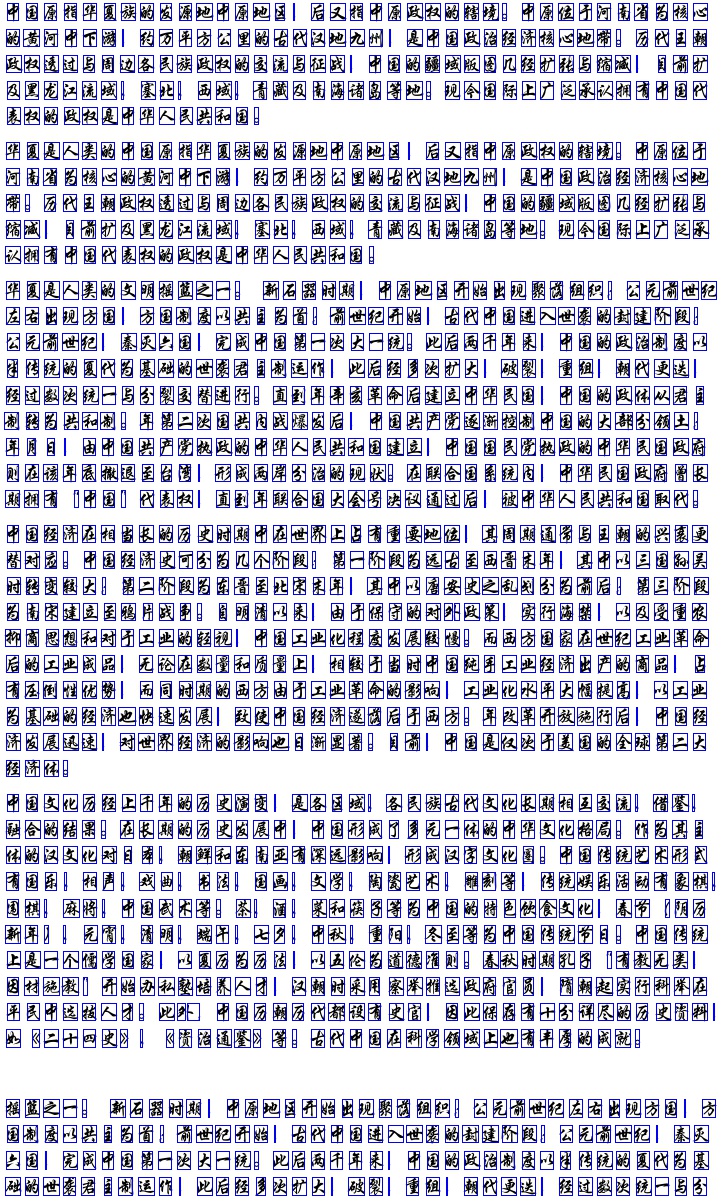 中国原指华夏族的发源地中原地区，后又指中原政权的辖境。中原位于河南省为核心
的黄河中下游，约万平方公里的古代汉地九州，是中国政治经济核心地带。历代王朝
政权透过与周边各民族政权的交流与征战，中国的疆域版图几经扩张与缩减，目前扩
及黑龙江流域、塞北、西域、青藏及南海诸岛等地。现今国际上广泛承认拥有中国代
表权的政权是中华人民共和国。
华夏是人类的中国原指华夏族的发源地中原地区，后又指中原政权的辖境。中原位于
河南省为核心的黄河中下游，约万平方公里的古代汉地九州，是中国政治经济核心地
带。历代王朝政权透过与周边各民族政权的交流与征战，中国的疆域版图几经扩张与
缩减，目前扩及黑龙江流域、塞北、西域、青藏及南海诸岛等地。现今国际上广泛承
认拥有中国代表权的政权是中华人民共和国。
华夏是人类的文明摇篮之一。 新石器时期，中原地区开始出现聚落组织。公元前世纪
左右出现方国，方国制度以共主为首。前世纪开始，古代中国进入世袭的封建阶段。
公元前世纪，秦灭六国，完成中国第一次大一统。此后两千年来，中国的政治制度以
半传统的夏代为基础的世袭君主制运作，此后经多次扩大，破裂，重组，朝代更迭，
经过数次统一与分裂交替进行。直到年辛亥革命后建立中华民国，中国的政体从君主
制转为共和制。年第二次国共内战爆发后，中国共产党逐渐控制中国的大部分领土。
年月日，由中国共产党执政的中华人民共和国建立，中国国民党执政的中华民国政府
则在该年底撤退至台湾，形成两岸分治的现状。在联合国系统内，中华民国政府曾长
期拥有「中国」代表权，直到年联合国大会号决议通过后，被中华人民共和国取代。
中国经济在相当长的历史时期中在世界上占有重要地位，其周期通常与王朝的兴衰更
替对应。中国经济史可分为几个阶段。第一阶段为远古至西晋末年，其中以三国孙吴
时转变较大。第二阶段为东晋至北宋末年，其中以唐安史之乱划分为前后。第三阶段
为南宋建立至鸦片战争。自明清以来，由于保守的对外政策，实行海禁，以及受重农
抑商思想和对手工业的轻视，中国工业化程度发展较慢。而西方国家在世纪工业革命
后的工业成品，无论在数量和质量上，相较于当时中国纯手工业经济出产的商品，占
有压倒性优势，而同时期的西方由于工业革命的影响，工业化水平大幅提高，以工业
为基础的经济也快速发展，致使中国经济遂落后于西方。年改革开放施行后，中国经
济发展迅速，对世界经济的影响也日渐显著。目前，中国是仅次于美国的全球第二大
经济体。
中国文化历经上千年的历史演变，是各区域、各民族古代文化长期相互交流、借鉴、
融合的结果。在长期的历史发展中，中国形成了多元一体的中华文化格局。作为其主
体的汉文化对日本、朝鲜和东南亚有深远影响，形成汉字文化圈。中国传统艺术形式
有国乐、相声、戏曲、书法、国画、文学、陶瓷艺术、雕刻等，传统娱乐活动有象棋、
围棋、麻将、中国武术等。茶、酒、菜和筷子等为中国的特色饮食文化，春节（阴历
新年）、元宵、清明、端午、七夕、中秋、重阳、冬至等为中国传统节日。中国传统
上是一个儒学国家，以夏历为历法，以五伦为道德准则。春秋时期孔子「有教无类，
因材施教」开始办私塾培养人才，汉朝时采用察举推选政府官员，隋朝起实行科举在
平民中选拔人才。此外，中国历朝历代都设有史官，因此保存有十分详尽的历史资料，
如《二十四史》、《资治通鉴》等。古代中国在科学领域上也有丰厚的成就。
摇篮之一。 新石器时期，中原地区开始出现聚落组织。公元前世纪左右出现方国，方
国制度以共主为首。前世纪开始，古代中国进入世袭的封建阶段。公元前世纪，秦灭
六国，完成中国第一次大一统。此后两千年来，中国的政治制度以半传统的夏代为基
础的世袭君主制运作，此后经多次扩大，破裂，重组，朝代更迭，经过数次统一与分